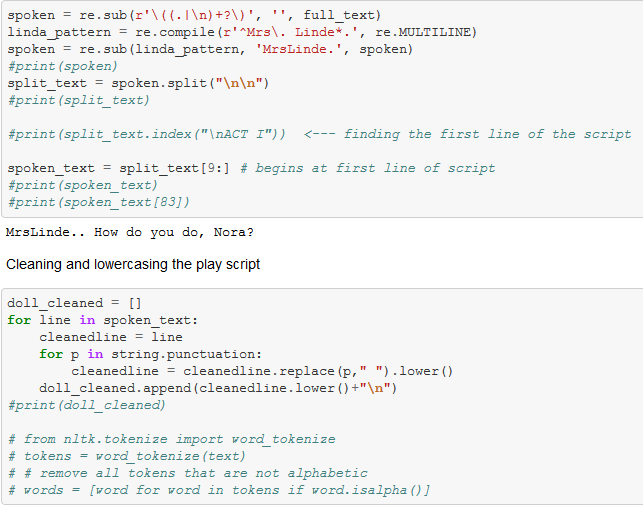 spoken = re.sub(r'\((.|\n)+?\)', '', full_text)
linda_pattern = re.compile(r'^Mrs\. Linde*.', re.MULTILINE)
spoken = re.sub(linda_pattern, 'MrsLinde.', spoken)
#print(spoken)
split_text = spoken.split("\n\n")
#print(split_text)
#print(split_text.index("\nACT I"))  <--- finding the first line of the script
spoken_text = split_text[9:] # begins at first line of script
#print(spoken_text)
#print(spoken_text[83])
MrsLinde.. How do you do, Nora?
Cleaning and lowercasing the play script
doll_cleaned = []
for line in spoken_text:
    cleanedline = line
    for p in string.punctuation:
        cleanedline = cleanedline.replace(p," ").lower()
    doll_cleaned.append(cleanedline.lower()+"\n")
#print(doll_cleaned)
# from nltk.tokenize import word_tokenize
# tokens = word_tokenize(text)
# # remove all tokens that are not alphabetic
# words = [word for word in tokens if word.isalpha()]